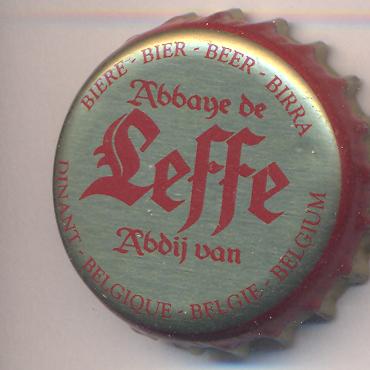 BIERE - BIER - BEER - BIRRA
Abbaye de
Leffe
Abdij van
DINANT - BELGIQUE - BELGIE - BELGIUM